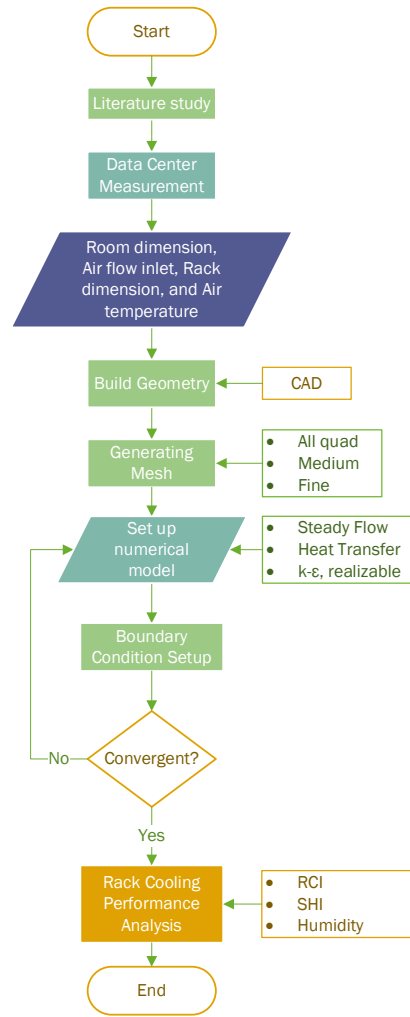 Start
Literature study
Data Center
Measurement
Room dimension,
Air flow inlet, Rack
dimension, and Air
temperature
Build Geometry
CAD
Generating
Mesh
• All quad
• Medium
• Fine
Set up
numerical
model
• Steady Flow
• Heat Transfer
• k-ε, realizable
Boundary
Condition Setup
Convergent?
No
Yes
Rack Cooling
Performance
Analysis
• RCI
• SHI
• Humidity
End